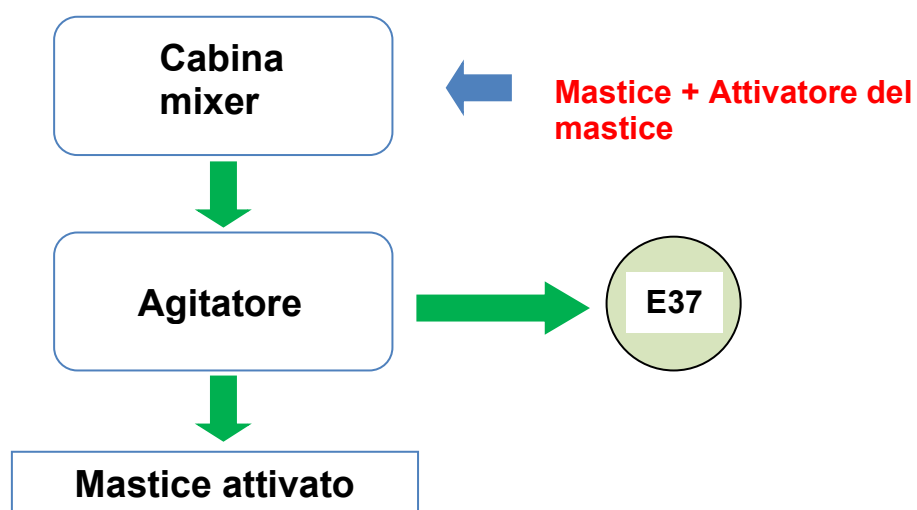 Cabina
mixer
Mastice + Attivatore del
mastice
Agitatore
E37
Mastice attivato